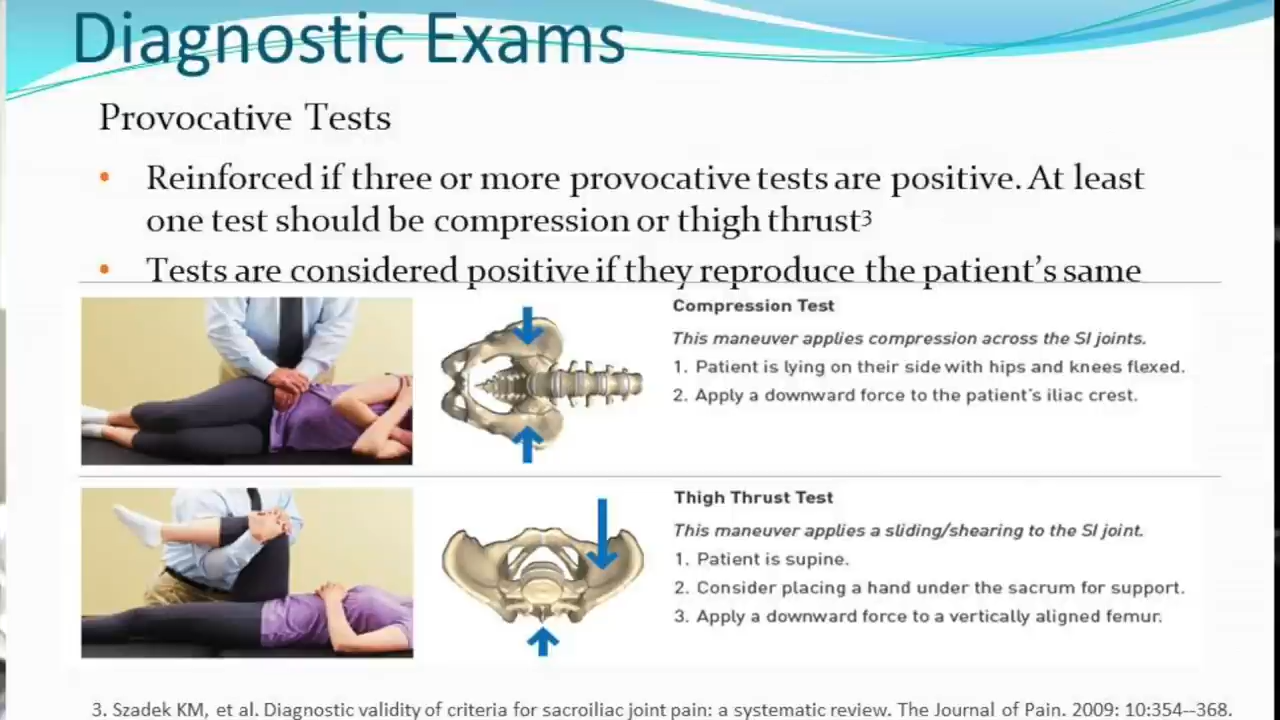 Diagnostic Exams
Provocative Tests
• Reinforced if three or more provocative tests are positive. At least
one test should be compression or thigh thrust3
• Tests are considered positive if they reproduce the patient's same
Compression Test
This maneuver applies compression across the SI joints.
1. Patient is lying on their side with hips and knees flexed.
2. Apply a downward force to the patient's iliac crest.
Thigh Thrust Test
This maneuver applies a sliding/shearing to the SI joint.
1. Patient is supine.
2. Consider placing a hand under the sacrum for support.
3. Apply a downward force to a vertically aligned femur.
3. Szadek KM, et al. Diagnostic validity of criteria for sacroiliac joint pain: a systematic review. The Journal of Pain. 2009: 10:354--368.